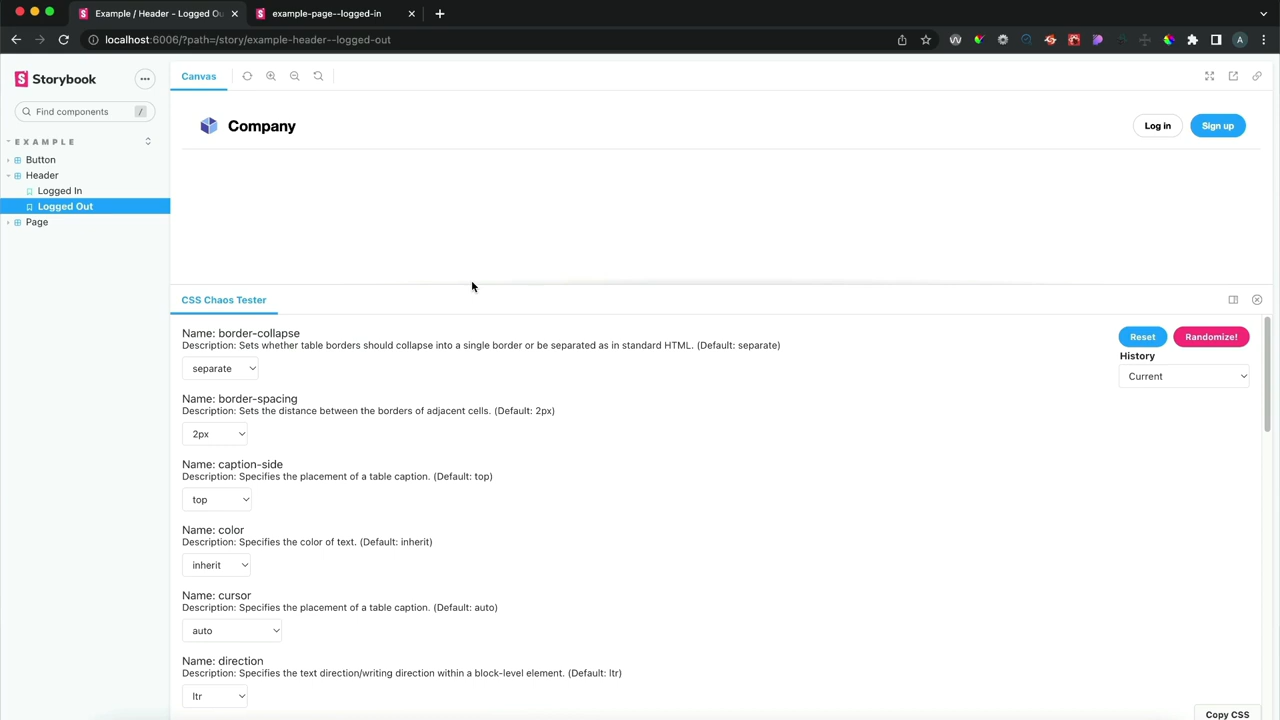 Example / Header – Logged Ou
example-page--logged-in
localhost:6006/?path=/story/example-header--logged-out
A
Storybook
Find components
/
EXAMPLE
Button
Header
Logged In
Logged Out
Page
Canvas
Company
Log in
Sign up
CSS Chaos Tester
Name: border-collapse
Description: Sets whether table borders should collapse into a single border or be separated as in standard HTML. (Default: separate)
separate
Reset
Randomize!
History
Current
Name: border-spacing
Description: Sets the distance between the borders of adjacent cells. (Default: 2px)
2px
Name: caption-side
Description: Specifies the placement of a table caption. (Default: top)
top
Name: color
Description: Specifies the color of text. (Default: inherit)
inherit
Name: cursor
Description: Specifies the placement of a table caption. (Default: auto)
auto
Name: direction
Description: Specifies the text direction/writing direction within a block-level element. (Default: ltr)
ltr
Copy CSS